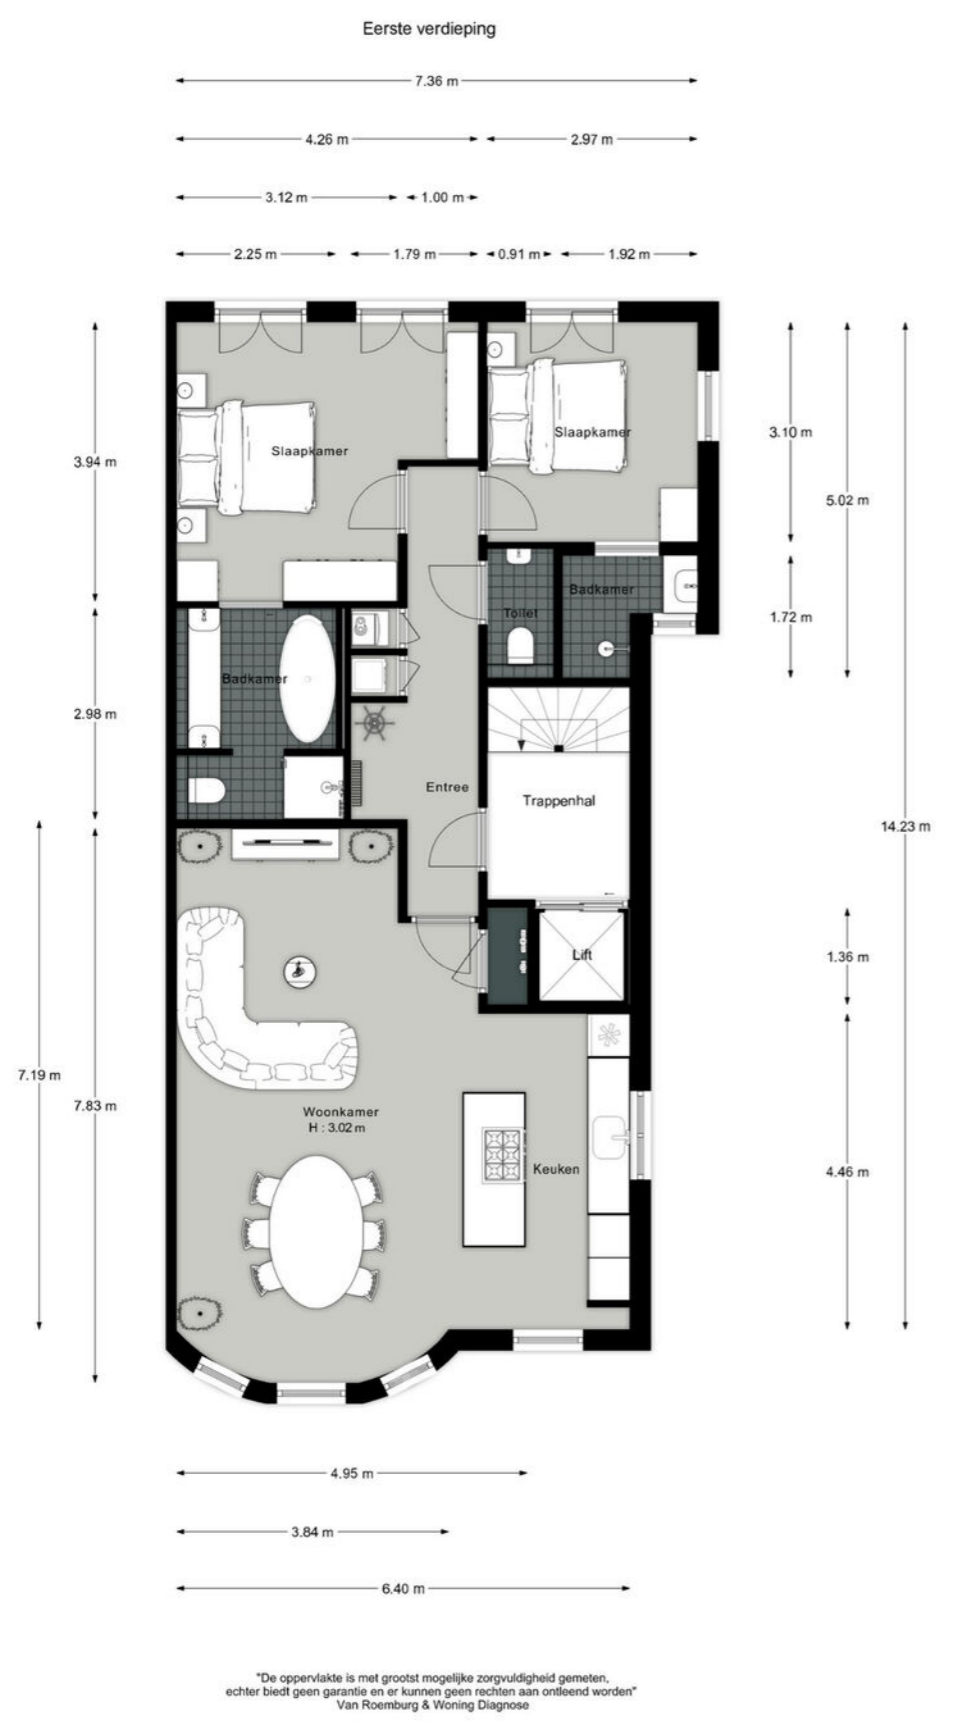 Eerste verdieping
7.36 m
4.26 m
2.97 m
3.12 m
1.00 m
2.25 m
1.79 m
0.91 m
1.92 m
Slaapkamer
Slaapkamer
3.10 m
3.94 m
5.02 m
Badkamer
Toilet
1.72 m
Badkamer
2.98 m
Entree
Trappenhal
14.23 m
Lift
1.36 m
7.19 m
7.83 m
Woonkamer
H : 3.02 m
Keuken
4.46 m
4.95 m
3.84 m
6.40 m
"De oppervlakte is met grootst mogelijke zorgvuldigheid gemeten,
echter biedt geen garantie en er kunnen geen rechten aan ontleend worden"
Van Roemburg & Woning Diagnose